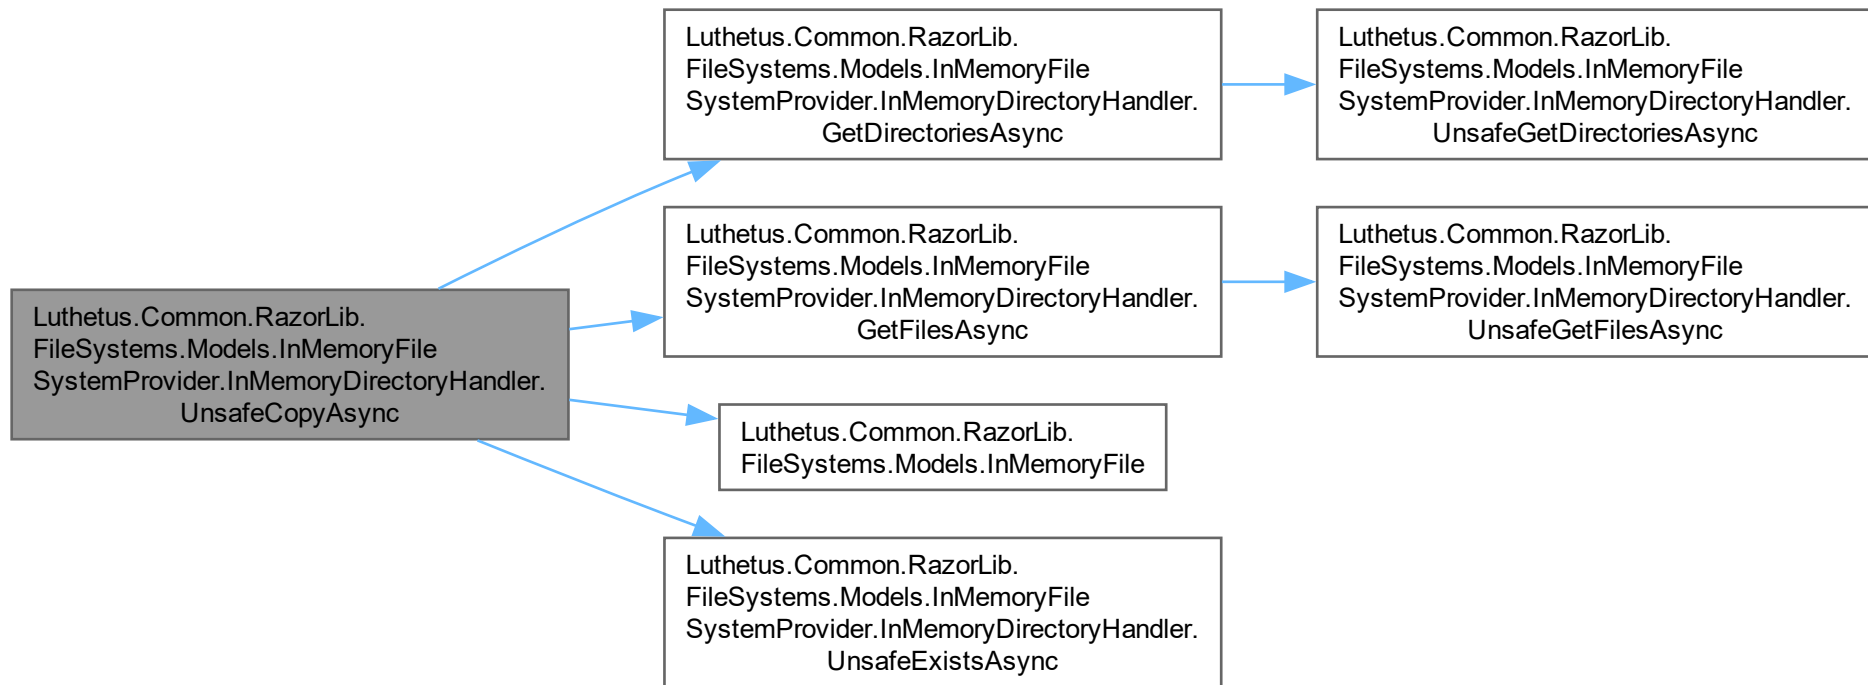 Luthetus.Common.RazorLib.
FileSystems.Models.InMemoryFile
SystemProvider.InMemoryDirectoryHandler.
UnsafeCopyAsync
Luthetus.Common.RazorLib.
FileSystems.Models.InMemoryFile
SystemProvider.InMemoryDirectoryHandler.
GetDirectoriesAsync
Luthetus.Common.RazorLib.
FileSystems.Models.InMemoryFile
SystemProvider.InMemoryDirectoryHandler.
UnsafeGetDirectoriesAsync
Luthetus.Common.RazorLib.
FileSystems.Models.InMemoryFile
SystemProvider.InMemoryDirectoryHandler.
GetFilesAsync
Luthetus.Common.RazorLib.
FileSystems.Models.InMemoryFile
SystemProvider.InMemoryDirectoryHandler.
UnsafeGetFilesAsync
Luthetus.Common.RazorLib.
FileSystems.Models.InMemoryFile
Luthetus.Common.RazorLib.
FileSystems.Models.InMemoryFile
SystemProvider.InMemoryDirectoryHandler.
UnsafeExistsAsync